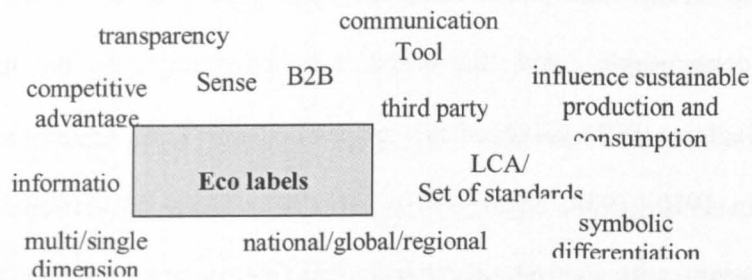 transparency
communication
Tool
Sense
B2B
competitive
advantage
third party
influence sustainable
production and
consumption
informatio
Eco labels
LCA/
Set of standards
multi/single
dimension
national/global/regional
symbolic
differentiation